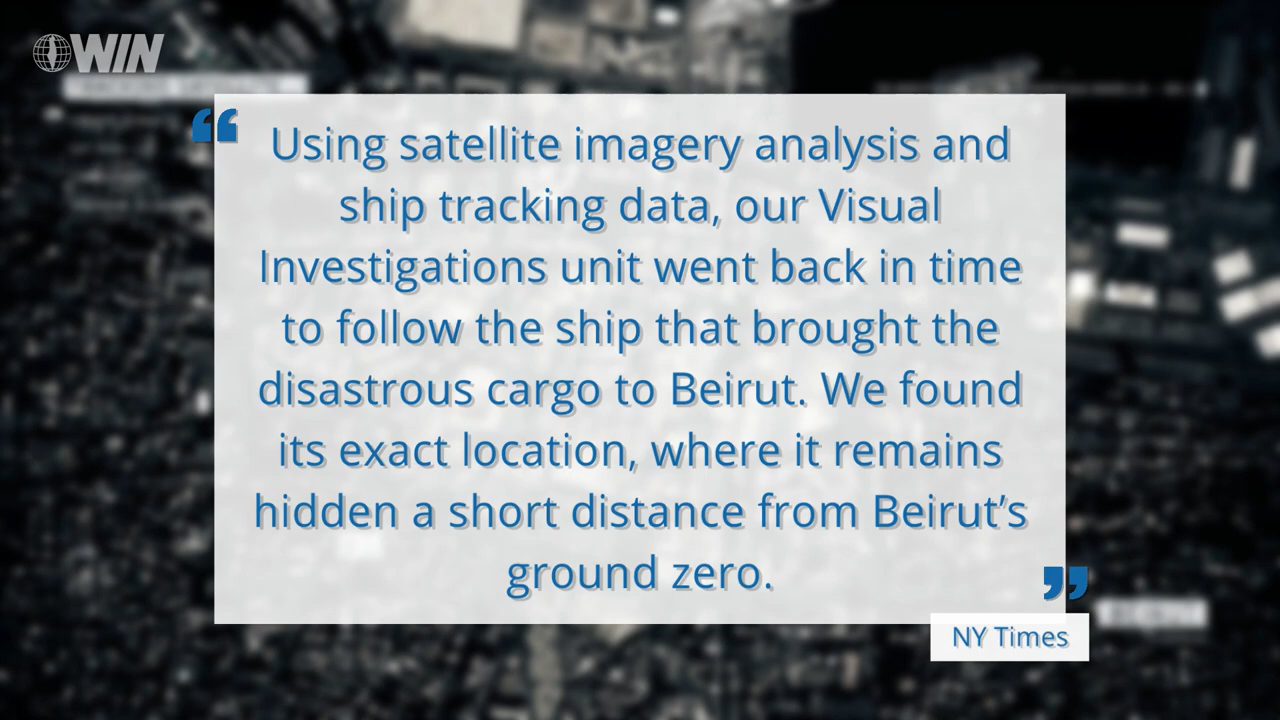 WIN
“ Using satellite imagery analysis and
ship tracking data, our Visual
Investigations unit went back in time
to follow the ship that brought the
disastrous cargo to Beirut. We found
its exact location, where it remains
hidden a short distance from Beirut’s
ground zero. ”
NY Times